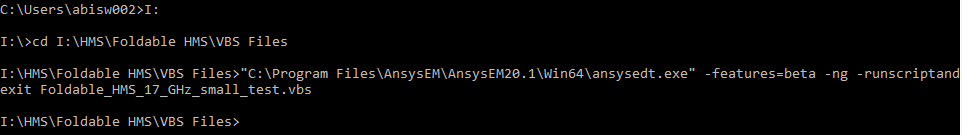 C:\Users\abisw002>I:
I:\>cd I:\HMS\Foldable HMS\VBS Files
I:\HMS\Foldable HMS\VBS Files>"C:\Program Files\AnsysEM\AnsysEM20.1\Win64\ansysedt.exe" -features=beta -ng -runscriptand
exit Foldable_HMS_17_GHz_small_test.vbs
I:\HMS\Foldable HMS\VBS Files>